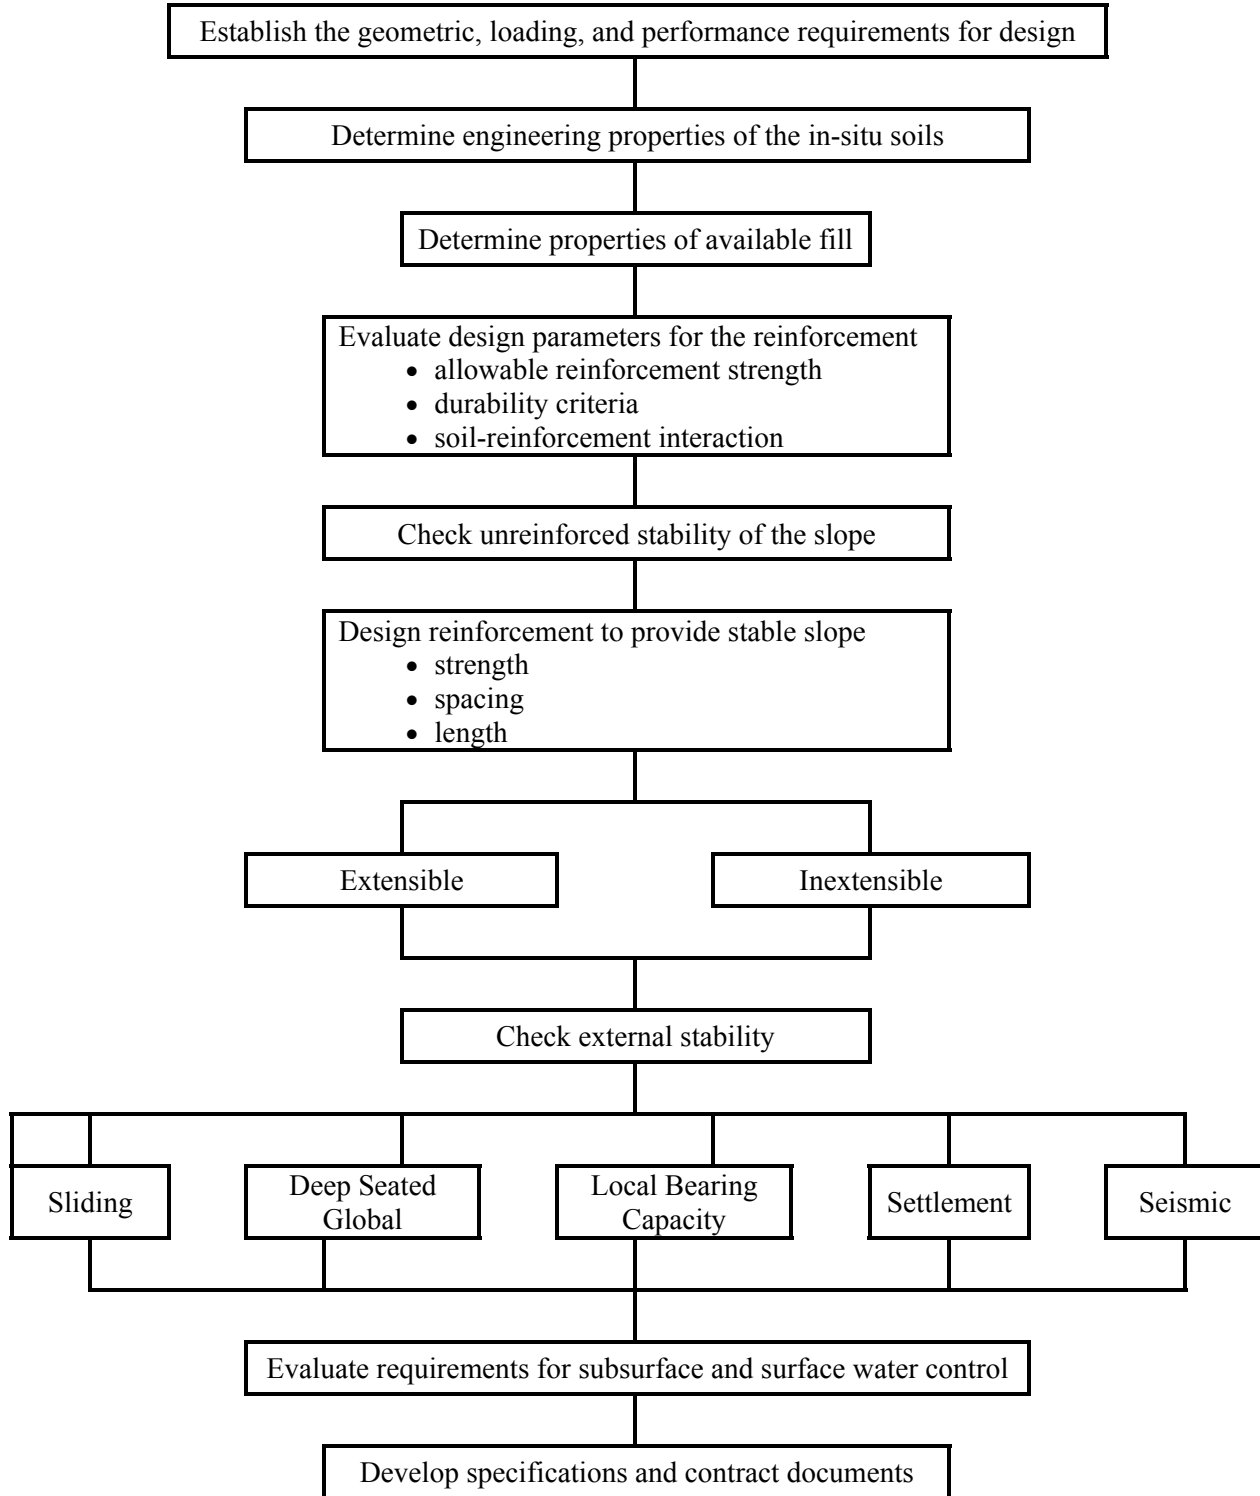 Establish the geometric, loading, and performance requirements for design
Determine engineering properties of the in-situ soils
Determine properties of available fill
Evaluate design parameters for the reinforcement
• allowable reinforcement strength
• durability criteria
• soil-reinforcement interaction
Check unreinforced stability of the slope
Design reinforcement to provide stable slope
• strength
• spacing
• length
Extensible
Inextensible
Check external stability
Sliding
Deep Seated
Global
Local Bearing
Capacity
Settlement
Seismic
Evaluate requirements for subsurface and surface water control
Develop specifications and contract documents